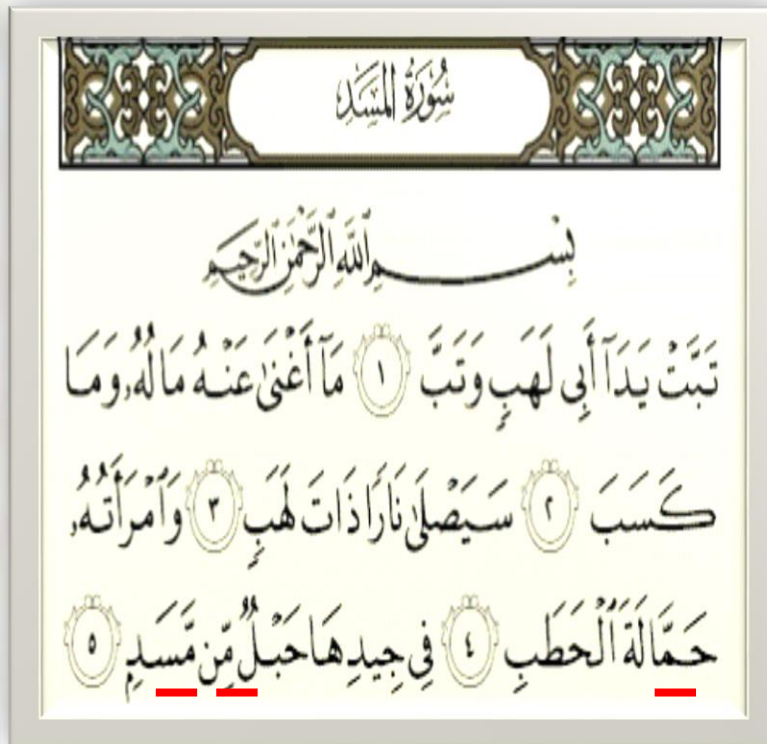 سُورَةُ المَسَدِ
بِسْمِ ٱللَّهِ ٱلرَّحْمَٰنِ ٱلرَّحِيمِ
تَبَّتْ يَدَآ أَبِى لَهَبٍ وَتَبَّ ١ مَآ أَغْنَىٰ عَنْهُ مَالُهُۥ وَمَا
كَسَبَ ٢ سَيَصْلَىٰ نَارًا ذَاتَ لَهَبٍ ٣ وَٱمْرَأَتُهُۥ
حَمَّالَةَ ٱلْحَطَبِ ٤ فِى جِيدِهَا حَبْلٌ مِّن مَّسَدٍۭ ٥